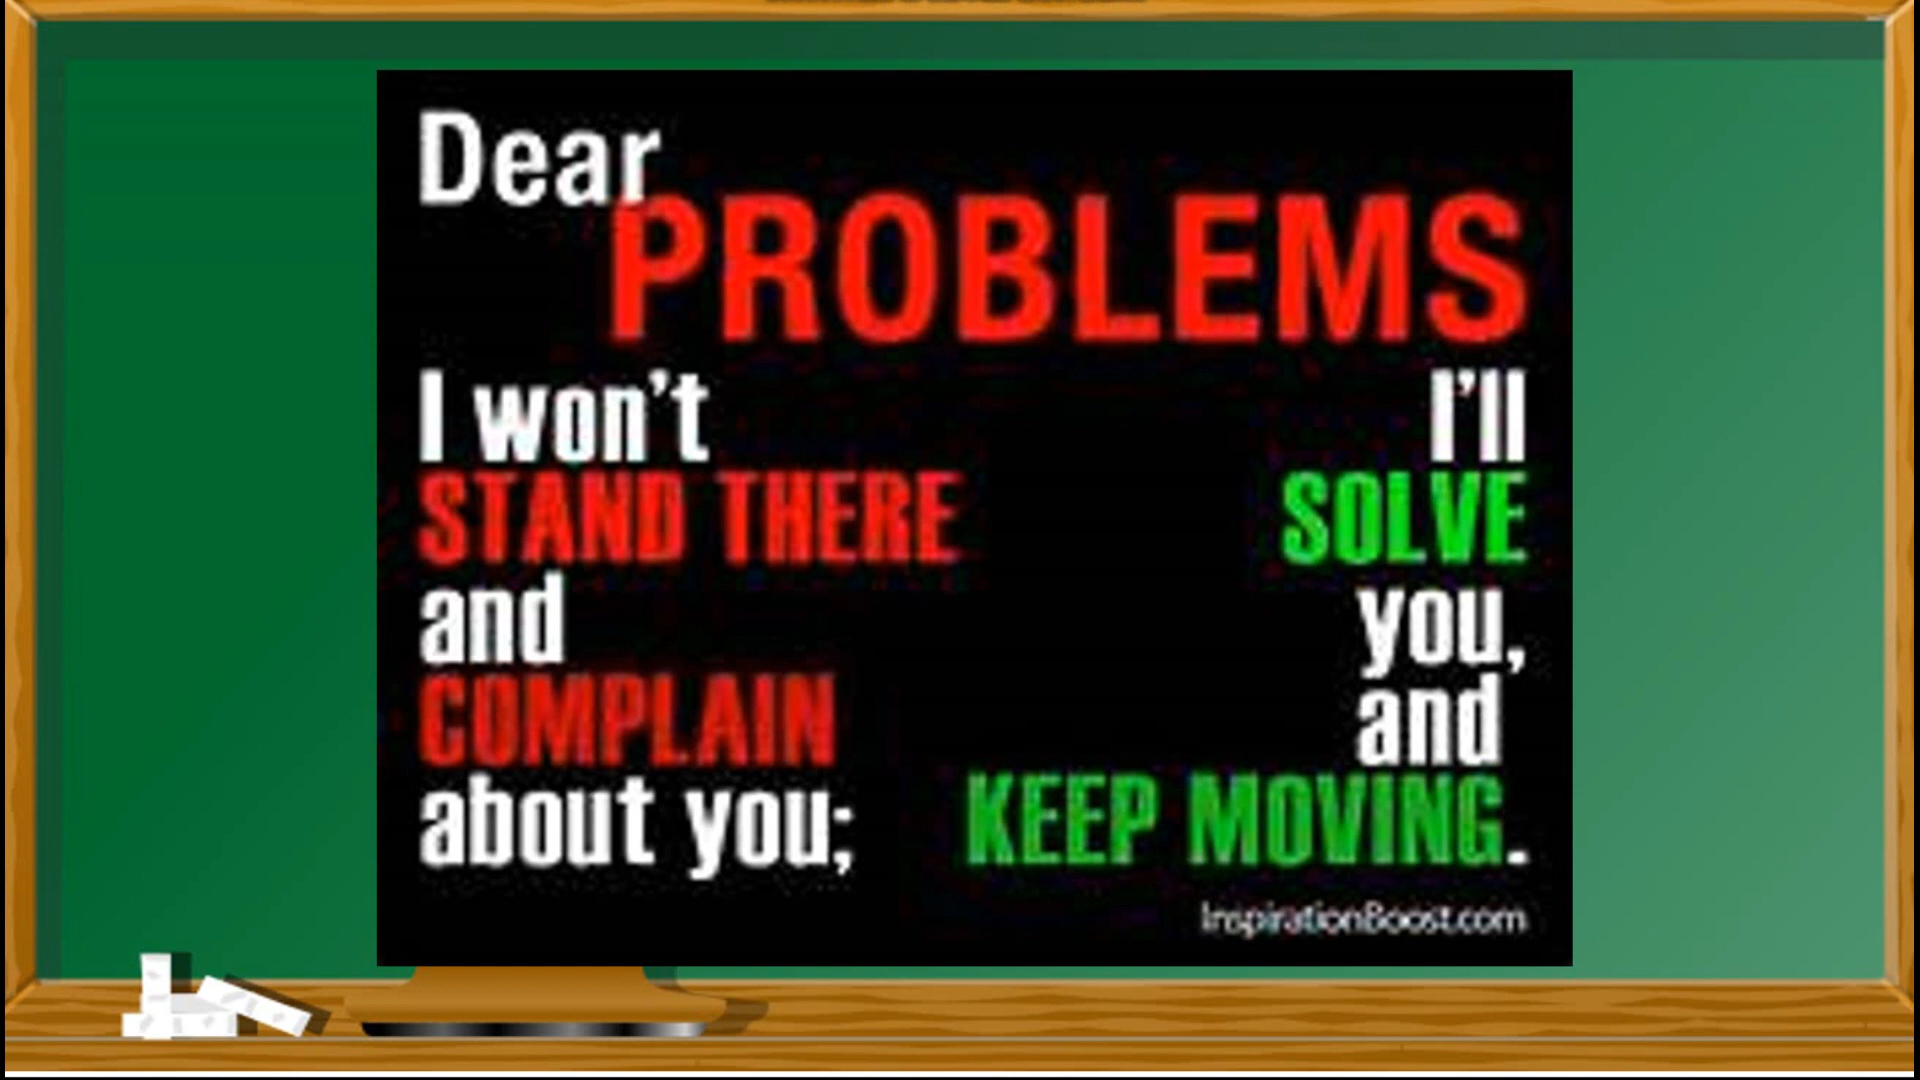 Dear
PROBLEMS
I won't
STAND THERE
and
COMPLAIN
about you;
I'll
SOLVE
you,
and
KEEP MOVING.
InspirationBoost.com